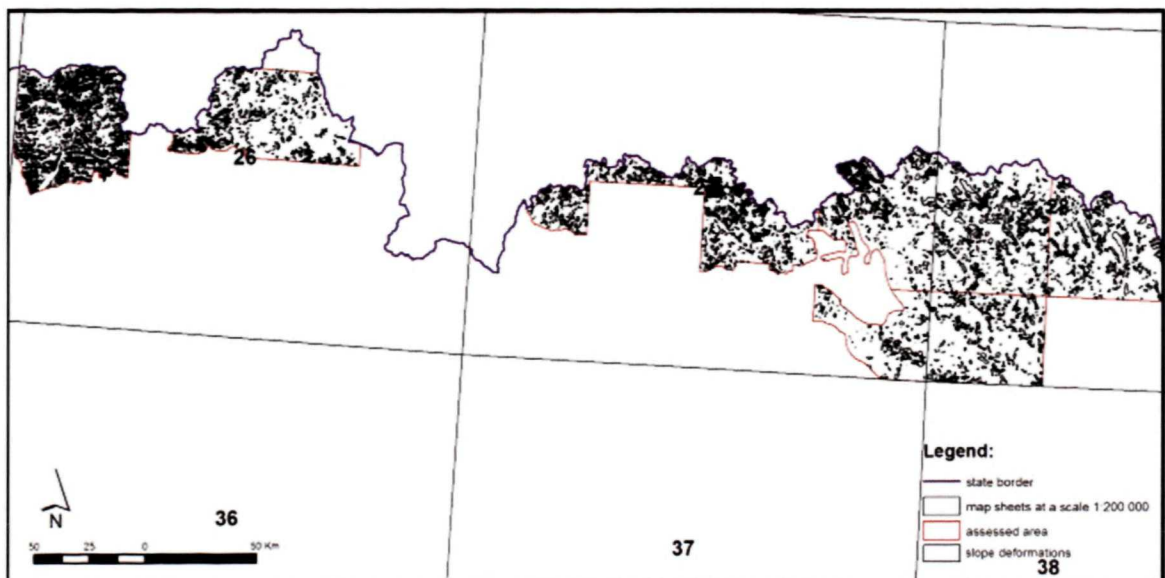 26
28
Legend:
state border
map sheets at a scale 1:200 000
assessed area
slope deformations
N
36
37
38
50 25 0 50 Km